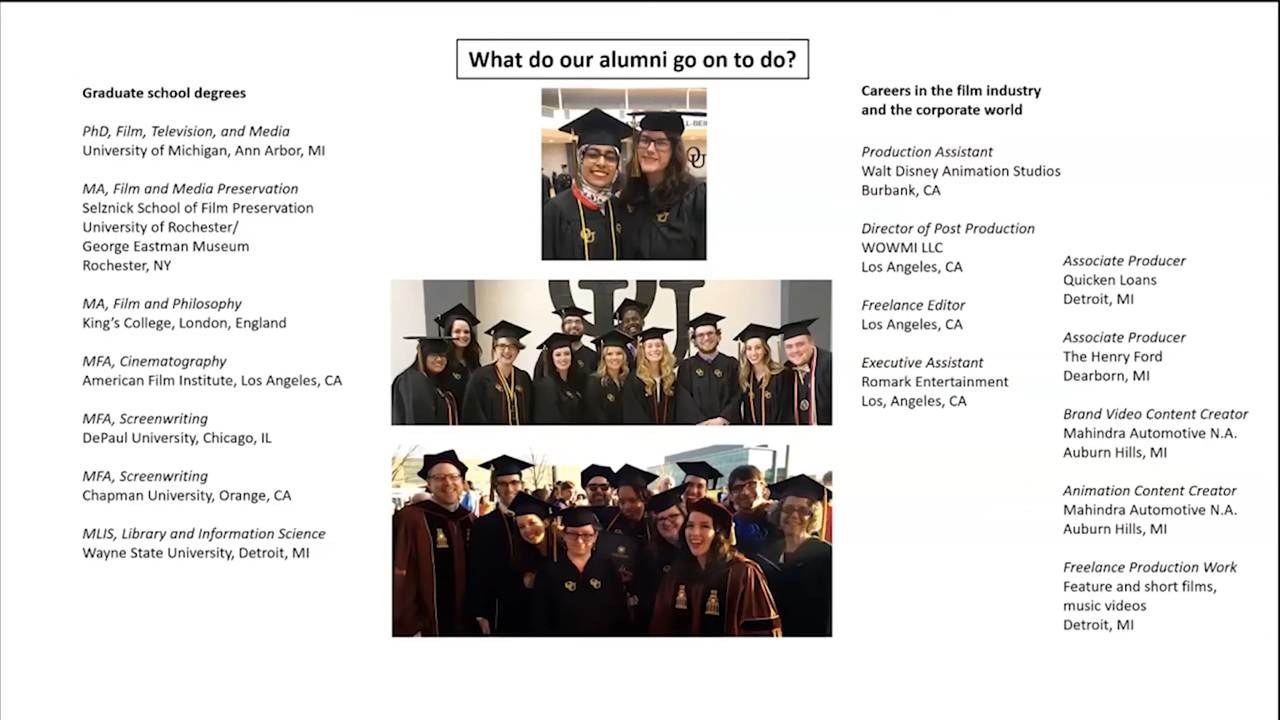 What do our alumni go on to do?
Graduate school degrees
PhD, Film, Television, and Media
University of Michigan, Ann Arbor, MI
MA, Film and Media Preservation
Selznick School of Film Preservation
University of Rochester/
George Eastman Museum
Rochester, NY
MA, Film and Philosophy
King's College, London, England
MFA, Cinematography
American Film Institute, Los Angeles, CA
MFA, Screenwriting
DePaul University, Chicago, IL
MFA, Screenwriting
Chapman University, Orange, CA
MLIS, Library and Information Science
Wayne State University, Detroit, MI
Careers in the film industry
and the corporate world
Production Assistant
Walt Disney Animation Studios
Burbank, CA
Director of Post Production
WOWMI LLC
Los Angeles, CA
Freelance Editor
Los Angeles, CA
Executive Assistant
Romark Entertainment
Los, Angeles, CA
Associate Producer
Quicken Loans
Detroit, MI
Associate Producer
The Henry Ford
Dearborn, MI
Brand Video Content Creator
Mahindra Automotive N.A.
Auburn Hills, MI
Animation Content Creator
Mahindra Automotive N.A.
Auburn Hills, MI
Freelance Production Work
Feature and short films,
music videos
Detroit, MI